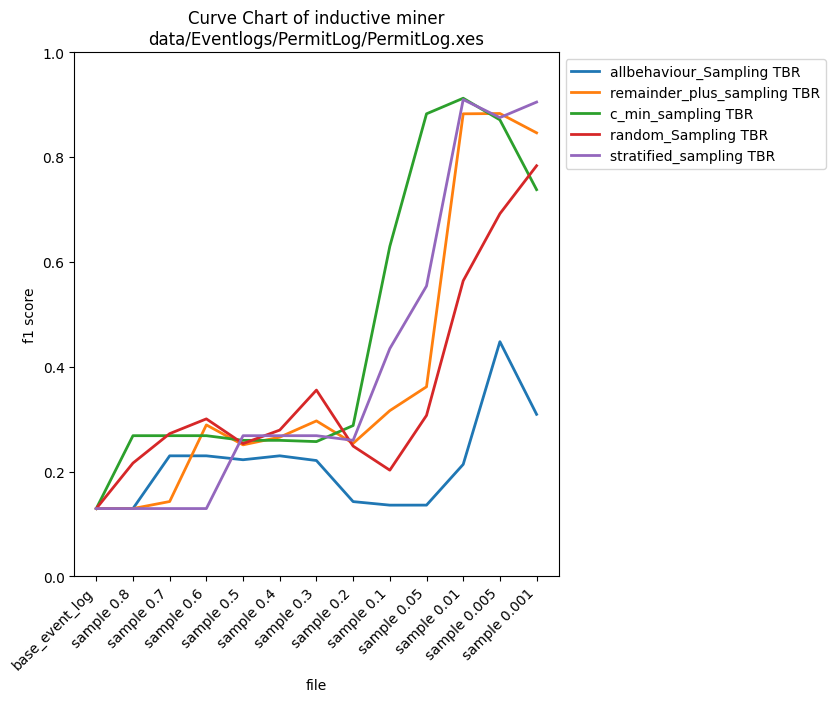 Curve Chart of inductive miner
data/Eventlogs/PermitLog/PermitLog.xes
1.0
0.8
0.6
0.4
0.2
0.0
f1 score
base_event_log
sample 0.8
sample 0.7
sample 0.6
sample 0.5
sample 0.4
sample 0.3
sample 0.2
sample 0.1
sample 0.05
sample 0.01
sample 0.005
sample 0.001
file
allbehaviour_Sampling TBR
remainder_plus_sampling TBR
c_min_sampling TBR
random_Sampling TBR
stratified_sampling TBR